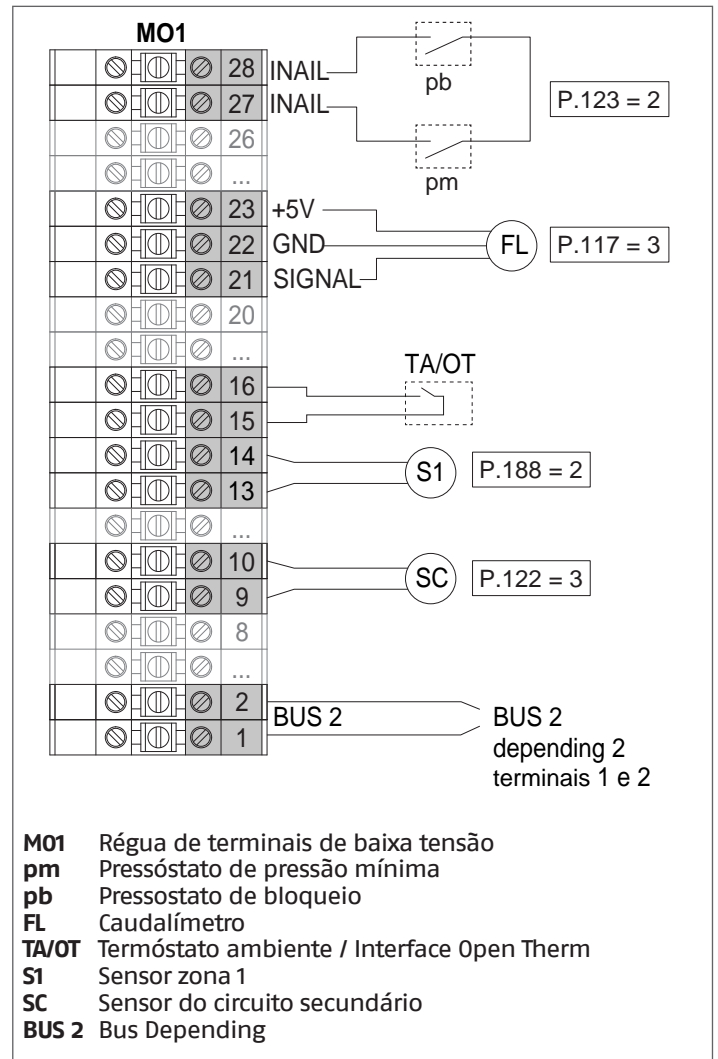 MO1
28 INAIL
pb
27 INAIL
P.123 = 2
26
...
pm
23 +5V
22 GND FL P.117 = 3
21 SIGNAL
20
...
TA/OT
16
15
14
S1 P.188 = 2
13
...
10
SC P.122 = 3
9
8
...
2
BUS 2 BUS 2
1
depending 2
terminais 1 e 2
M01 Régua de terminais de baixa tensão
pm Pressóstato de pressão mínima
pb Pressostato de bloqueio
FL Caudalímetro
TA/OT Termóstato ambiente / Interface Open Therm
S1 Sensor zona 1
SC Sensor do circuito secundário
BUS 2 Bus Depending